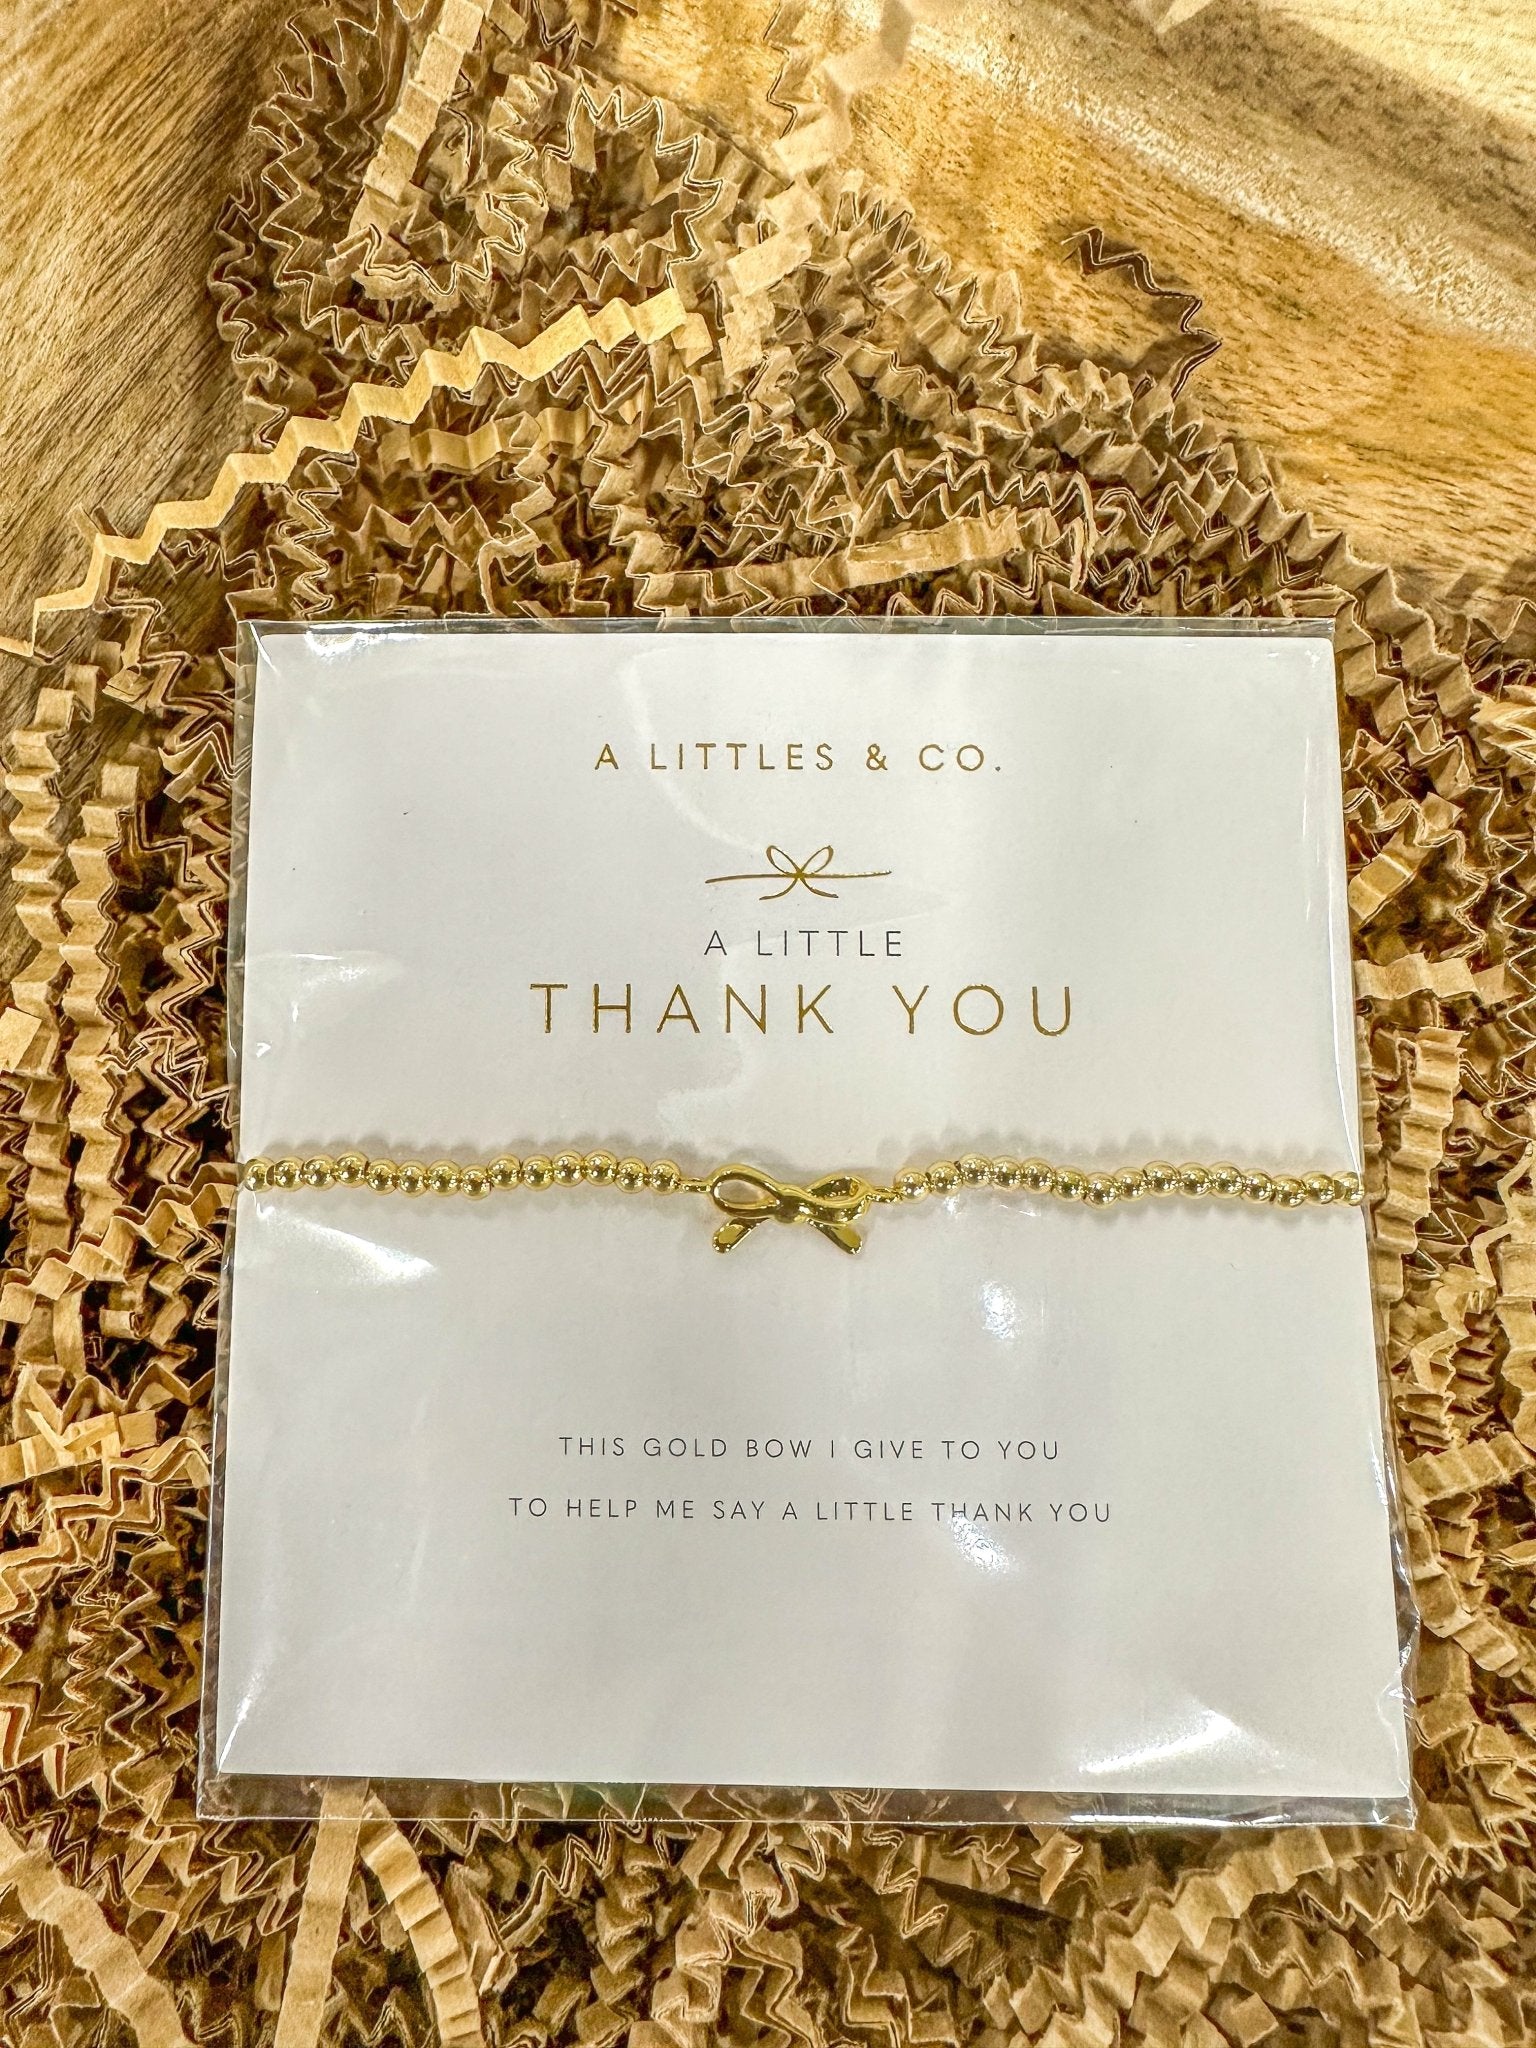 A LITTLES & CO.
A LITTLE
THANK YOU
THIS GOLD BOW I GIVE TO YOU
TO HELP ME SAY A LITTLE THANK YOU